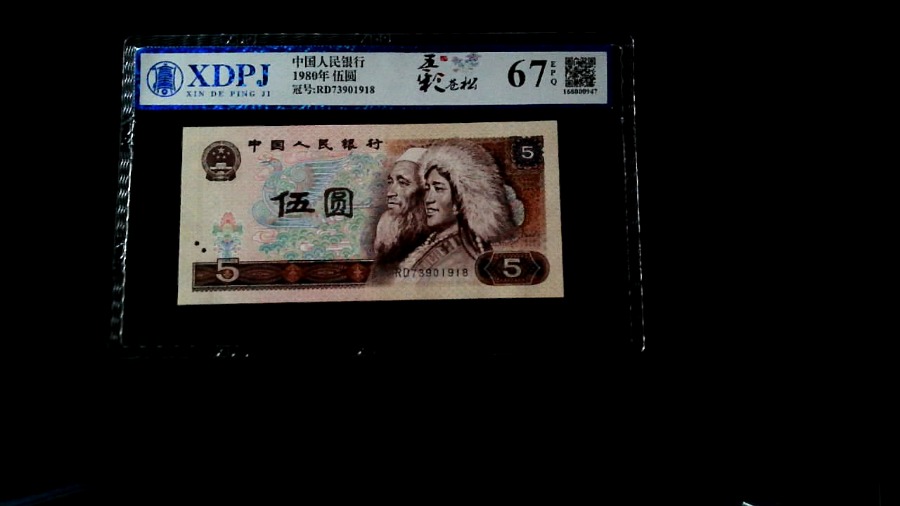 XDPJ
XIN DE PING JI
中国人民银行
1980年 伍圆
冠号:RD73901918
五彩苍松
67
EPQ
166800947
中国人民银行
5
伍圆
5
RD73901918
5